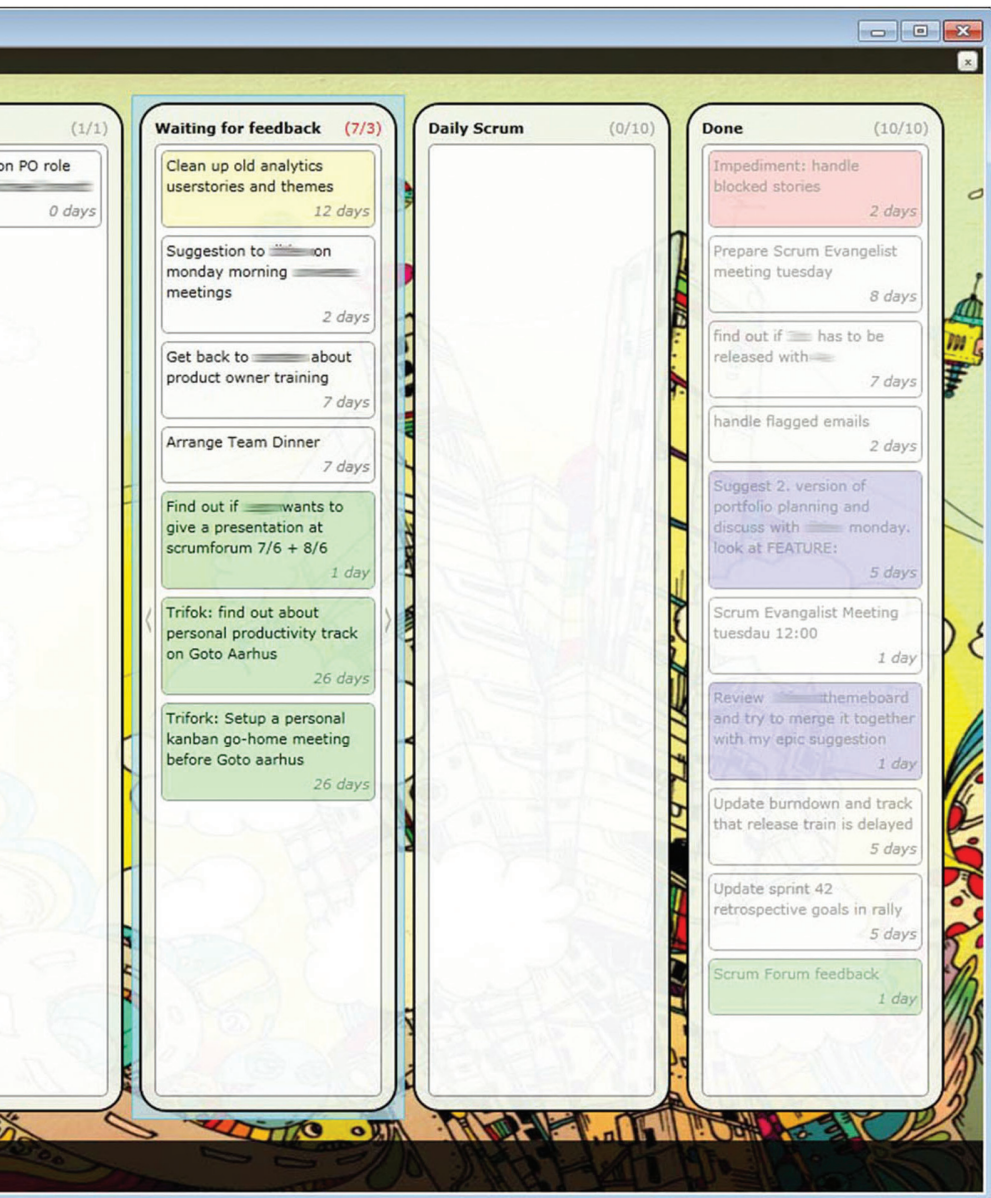 (1/1)
on PO role
0 days
Waiting for feedback (7/3)
Clean up old analytics
userstories and themes
12 days
Suggestion to on
monday morning
meetings
2 days
Get back to about
product owner training
7 days
Arrange Team Dinner
7 days
Find out if wants to
give a presentation at
scrumforum 7/6 + 8/6
1 day
Trifok: find out about
personal productivity track
on Goto Aarhus
26 days
Trifork: Setup a personal
kanban go-home meeting
before Goto aarhus
26 days
Daily Scrum (0/10)
Done (10/10)
Impediment: handle
blocked stories
2 days
Prepare Scrum Evangelist
meeting tuesday
8 days
find out if has to be
released with
7 days
handle flagged emails
2 days
Suggest 2. version of
portfolio planning and
discuss with monday.
look at FEATURE:
5 days
Scrum Evangalist Meeting
tuesdau 12:00
1 day
Review themeboard
and try to merge it together
with my epic suggestion
1 day
Update burndown and track
that release train is delayed
5 days
Update sprint 42
retrospective goals in rally
5 days
Scrum Forum feedback
1 day